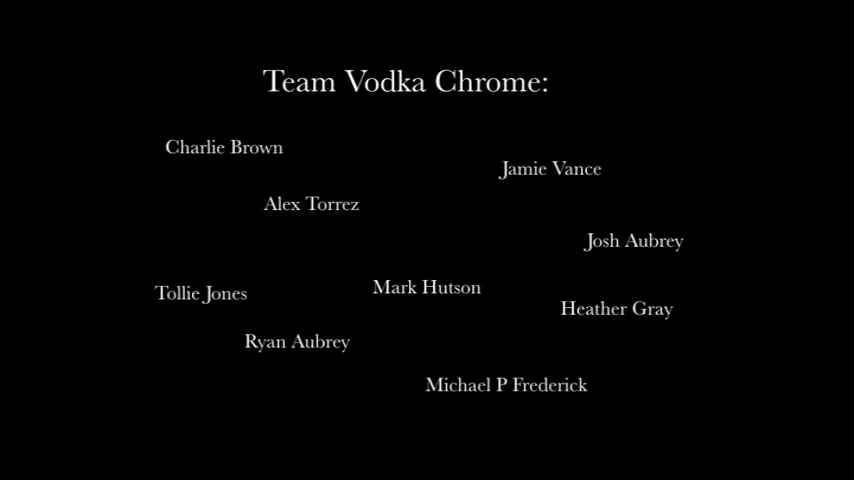 Team Vodka Chrome:
Charlie Brown
Jamie Vance
Alex Torrez
Josh Aubrey
Tollie Jones
Mark Hutson
Heather Gray
Ryan Aubrey
Michael P Frederick